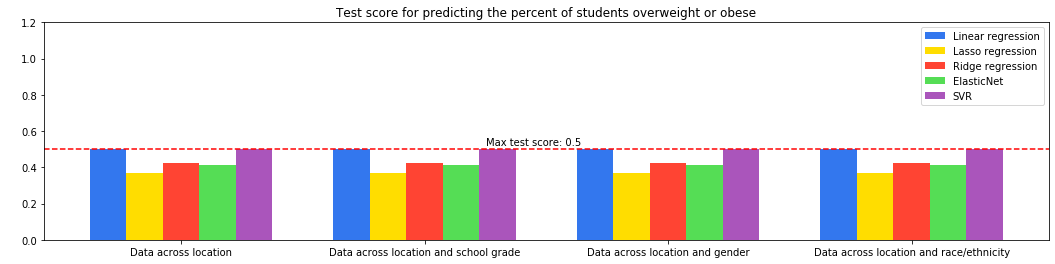 Test score for predicting the percent of students overweight or obese
1.2
1.0
0.8
0.6
0.4
0.2
0.0
Linear regression
Lasso regression
Ridge regression
ElasticNet
SVR
Max test score: 0.5
Data across location
Data across location and school grade
Data across location and gender
Data across location and race/ethnicity